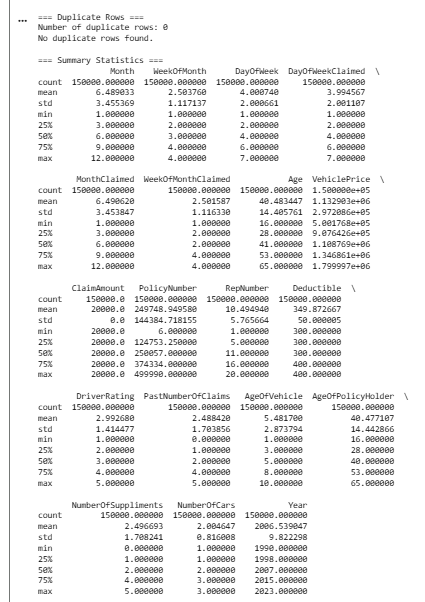 ...
=== Duplicate Rows ===
Number of duplicate rows: 0
No duplicate rows found.
=== Summary Statistics ===
Month WeekOfMonth DayOfWeek DayOfWeekClaimed \
count 150000.000000 150000.000000 150000.000000 150000.000000
mean 6.489033 2.503760 4.000740 3.994567
std 3.455369 1.117137 2.000661 2.001107
min 1.000000 1.000000 1.000000 1.000000
25% 3.000000 2.000000 2.000000 2.000000
50% 6.000000 3.000000 4.000000 4.000000
75% 9.000000 4.000000 6.000000 6.000000
max 12.000000 4.000000 7.000000 7.000000
MonthClaimed WeekOfMonthClaimed Age VehiclePrice \
count 150000.000000 150000.000000 150000.000000 1.500000e+05
mean 6.490620 2.501587 40.483447 1.132903e+06
std 3.453847 1.116330 14.405761 2.972086e+05
min 1.000000 1.000000 16.000000 5.001768e+05
25% 3.000000 2.000000 28.000000 9.076426e+05
50% 6.000000 2.000000 41.000000 1.108769e+06
75% 9.000000 4.000000 53.000000 1.346861e+06
max 12.000000 4.000000 65.000000 1.799997e+06
ClaimAmount PolicyNumber RepNumber Deductible \
count 150000.0 150000.000000 150000.000000 150000.000000
mean 20000.0 249748.949580 10.494940 349.872667
std 0.0 144384.718155 5.765664 50.000005
min 20000.0 6.000000 1.000000 300.000000
25% 20000.0 124753.250000 5.000000 300.000000
50% 20000.0 250057.000000 11.000000 300.000000
75% 20000.0 374334.000000 16.000000 400.000000
max 20000.0 499990.000000 20.000000 400.000000
DriverRating PastNumberOfClaims AgeOfVehicle AgeOfPolicyHolder \
count 150000.000000 150000.000000 150000.000000 150000.000000
mean 2.992680 2.488420 5.481700 40.477107
std 1.414477 1.703856 2.873794 14.442866
min 1.000000 0.000000 1.000000 16.000000
25% 2.000000 1.000000 3.000000 28.000000
50% 3.000000 2.000000 5.000000 40.000000
75% 4.000000 4.000000 8.000000 53.000000
max 5.000000 5.000000 10.000000 65.000000
NumberOfSuppliments NumberOfCars Year
count 150000.000000 150000.000000 150000.000000
mean 2.496693 2.004647 2006.539047
std 1.708241 0.816008 9.822298
min 0.000000 1.000000 1990.000000
25% 1.000000 1.000000 1998.000000
50% 2.000000 2.000000 2007.000000
75% 4.000000 3.000000 2015.000000
max 5.000000 3.000000 2023.000000